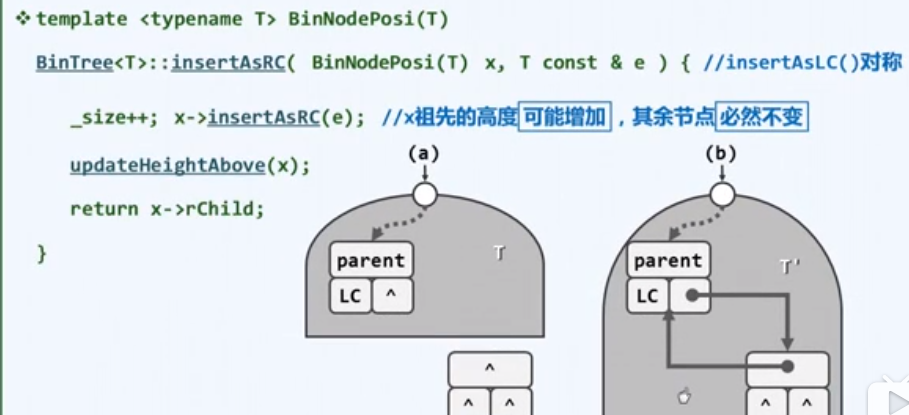 ❖template <typename T> BinNodePosi(T)
BinTree<T>::insertAsRC( BinNodePosi(T) x, T const & e ) { //insertAsLC()对称
_size++; x->insertAsRC(e); //x祖先的高度可能增加，其余节点必然不变
updateHeightAbove(x);
return x->rChild;
}
(a)
parent
LC ^
T
^
^ ^
(b)
parent
LC
T'
^ ^